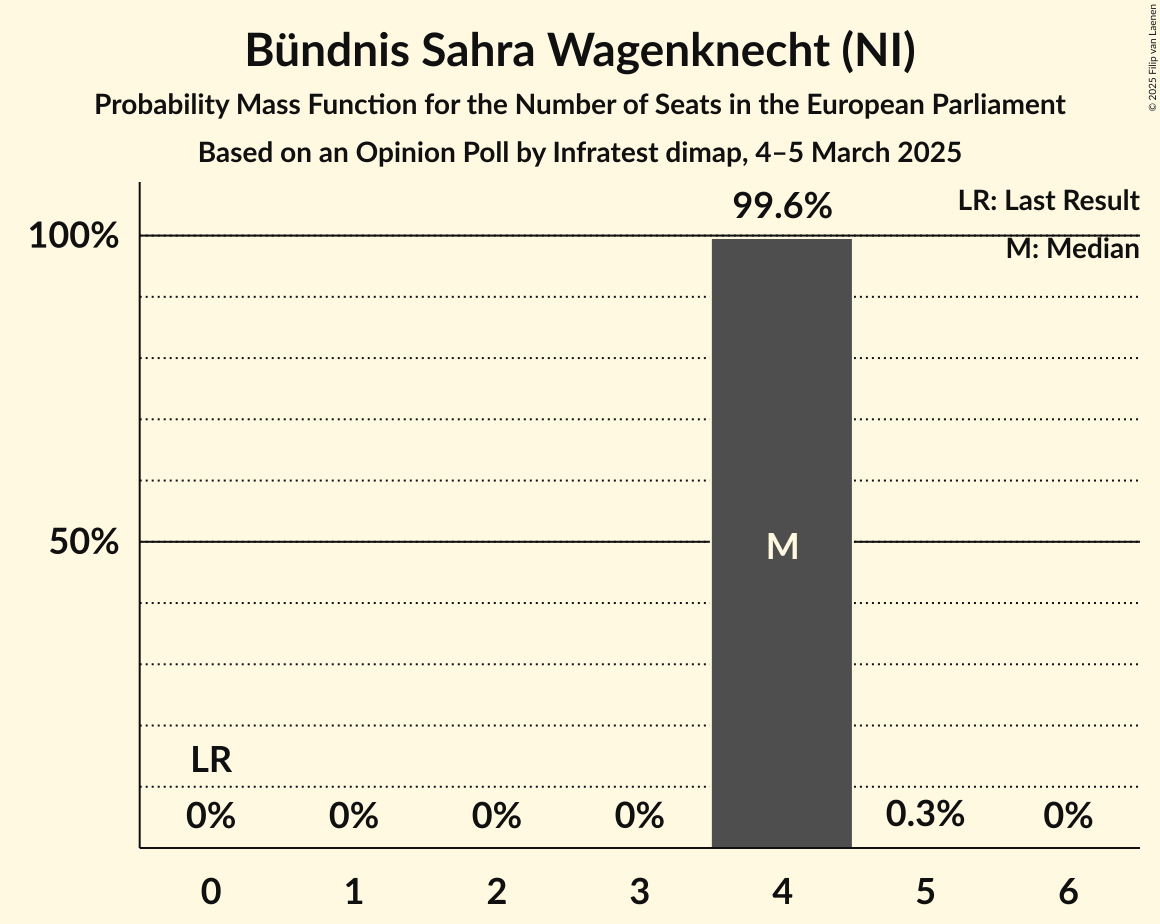 Bündnis Sahra Wagenknecht (NI)
Probability Mass Function for the Number of Seats in the European Parliament
Based on an Opinion Poll by Infratest dimap, 4–5 March 2025
© 2025 Filip van Laenen
LR: Last Result
M: Median
99.6%
100%
50%
M
LR
0% 0% 0% 0% 0.3% 0%
0 1 2 3 4 5 6